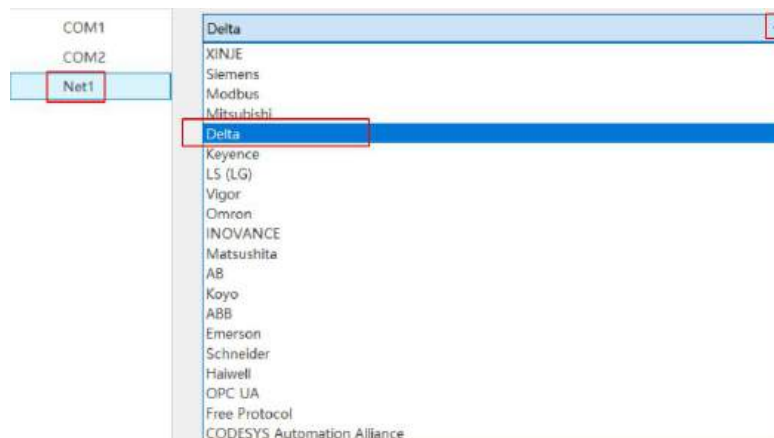 COM1
COM2
Net1
Delta
XINJE
Siemens
Modbus
Mitsubishi
Delta
Keyence
LS (LG)
Vigor
Omron
INOVANCE
Matsushita
AB
Koyo
ABB
Emerson
Schneider
Haiwell
OPC UA
Free Protocol
CODESYS Automation Alliance